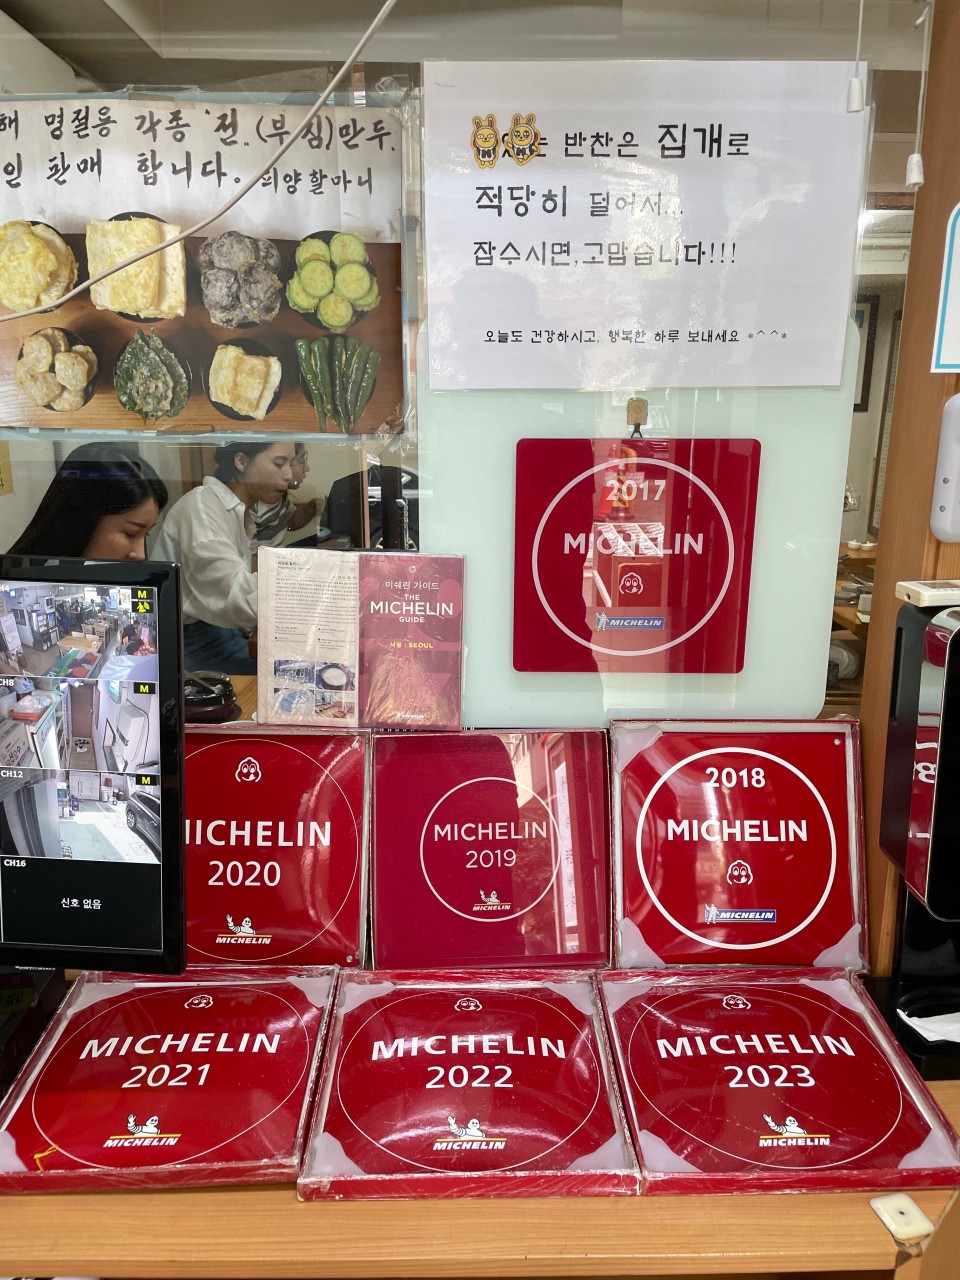 해 명절용 각종 전.. (부침)만두.
인 판매 합니다. 피양할마니
반찬은 집개로
적당히 덜어서...
잡수시면, 고맙습니다!!!
오늘도 건강하시고, 행복한 하루 보내세요 *^^*
2017
MICHELIN
MICHELIN
미쉐린 가이드
THE
MICHELIN
GUIDE
서울 | SEOUL
M
CH8
M
CH12
M
CH16
신호 없음
MICHELIN
2020
MICHELIN
MICHELIN
2019
MICHELIN
2018
MICHELIN
MICHELIN
MICHELIN
2021
MICHELIN
MICHELIN
2022
MICHELIN
MICHELIN
2023
MICHELIN